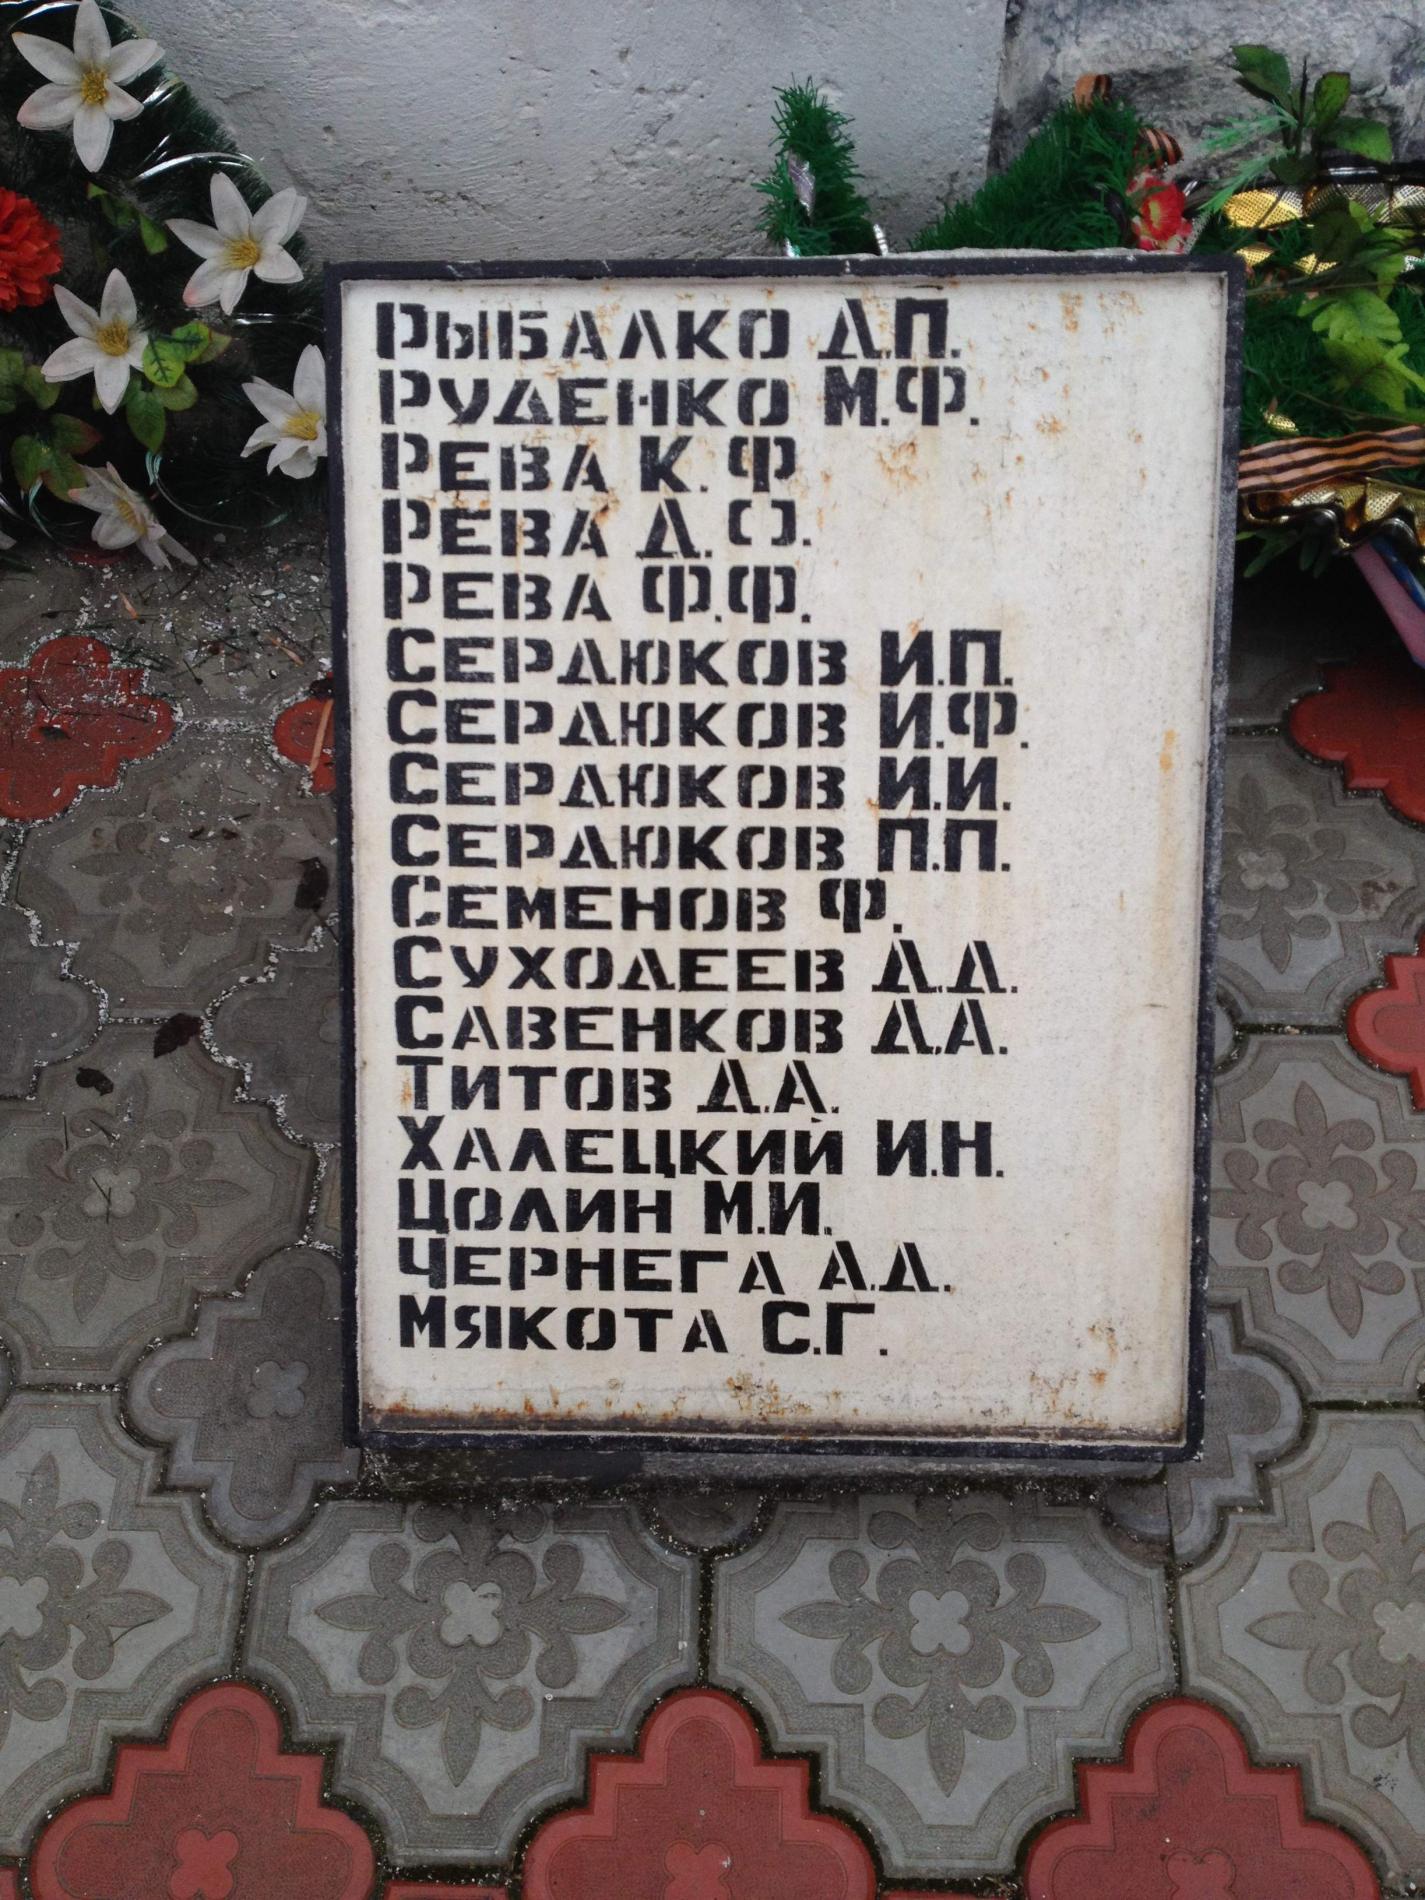 Рыбалко Д.П.
Руденко М.Ф.
Рева К.Ф
Рева Д.О.
Рева Ф.Ф.
Сердюков И.П.
Сердюков И.Ф.
Сердюков И.И.
Сердюков П.П.
Семенов Ф.
Суходеев Д.Д.
Савенков Д.А.
Титов Д.А.
Халецкий И.Н.
Цолин М.И.
Чернега А.Д.
Мякота С.Г.